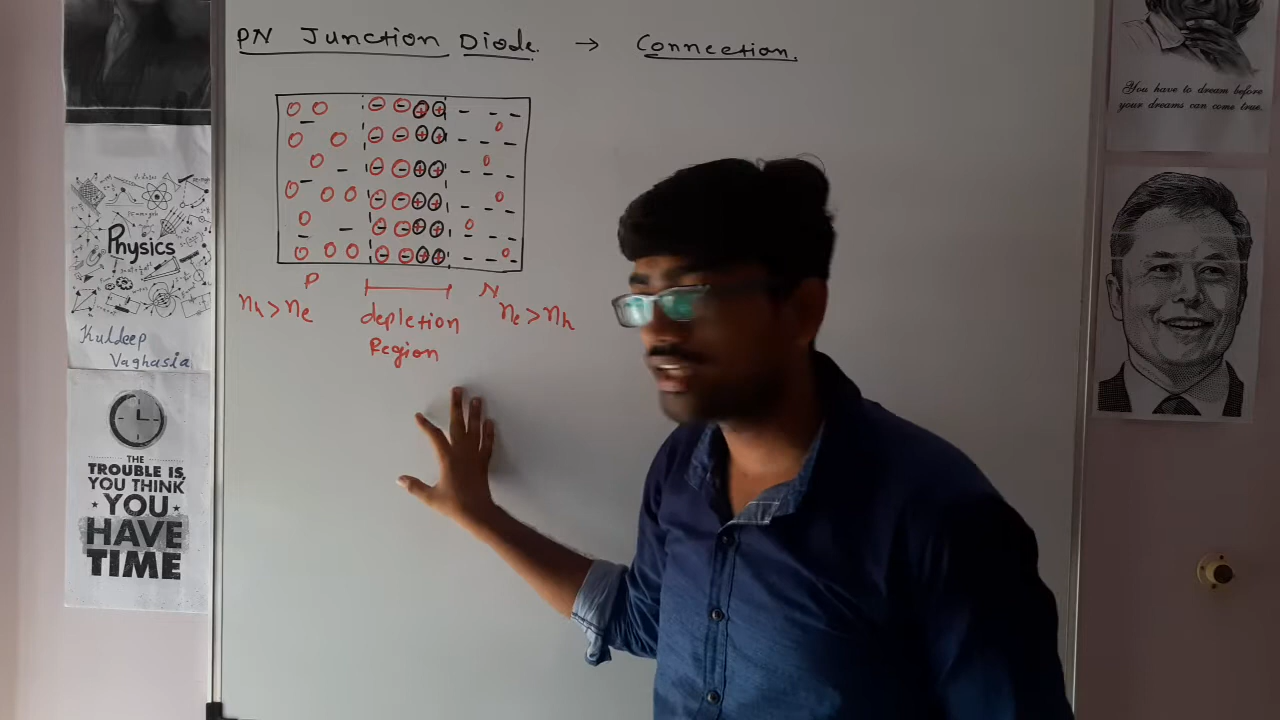 PN Junction Diode. → Connection.
P
N
nh > ne
depletion
Region
ne > nh
Physics
Kuldeep
Vaghasia
THE
TROUBLE IS,
YOU THINK
YOU
HAVE
TIME
You have to dream before
your dreams can come true.